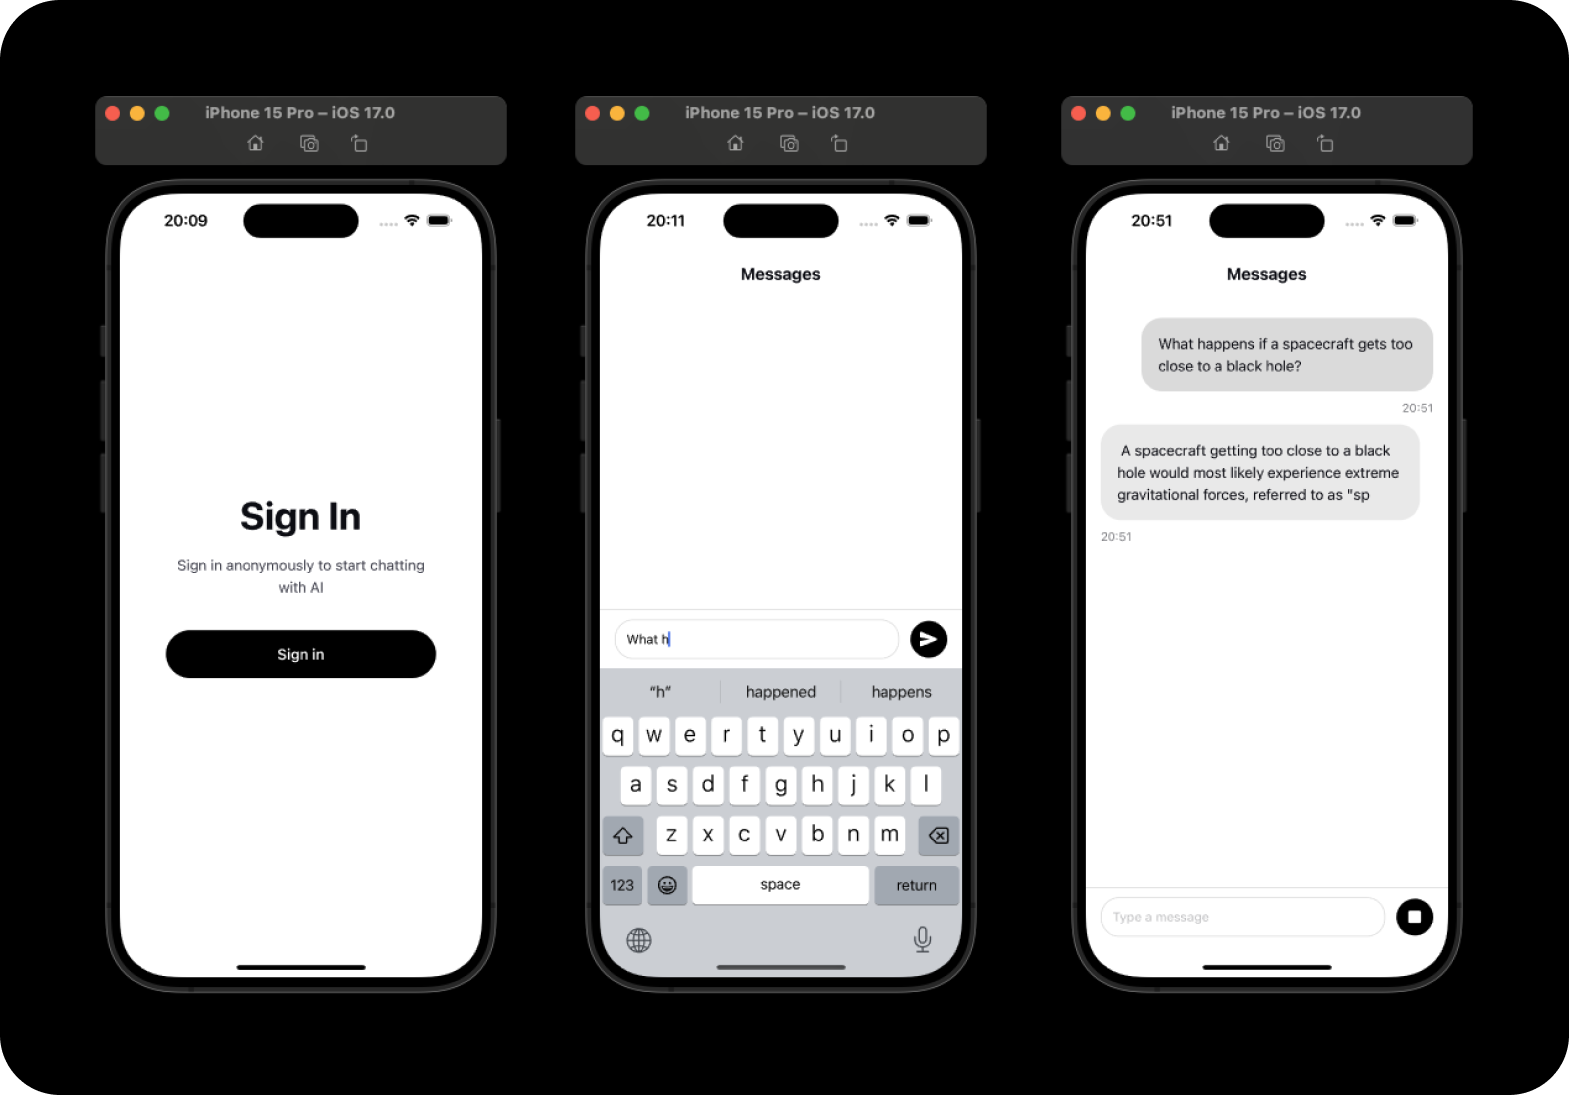 iPhone 15 Pro – iOS 17.0
20:09
Sign In
Sign in anonymously to start chatting
with AI
Sign in
iPhone 15 Pro – iOS 17.0
20:11
Messages
What h
“h”
happened
happens
q w e r t y u i o p
a s d f g h j k l
z x c v b n m
123
space
return
iPhone 15 Pro – iOS 17.0
20:51
Messages
What happens if a spacecraft gets too
close to a black hole?
20:51
A spacecraft getting too close to a black
hole would most likely experience extreme
gravitational forces, referred to as "sp
20:51
Type a message